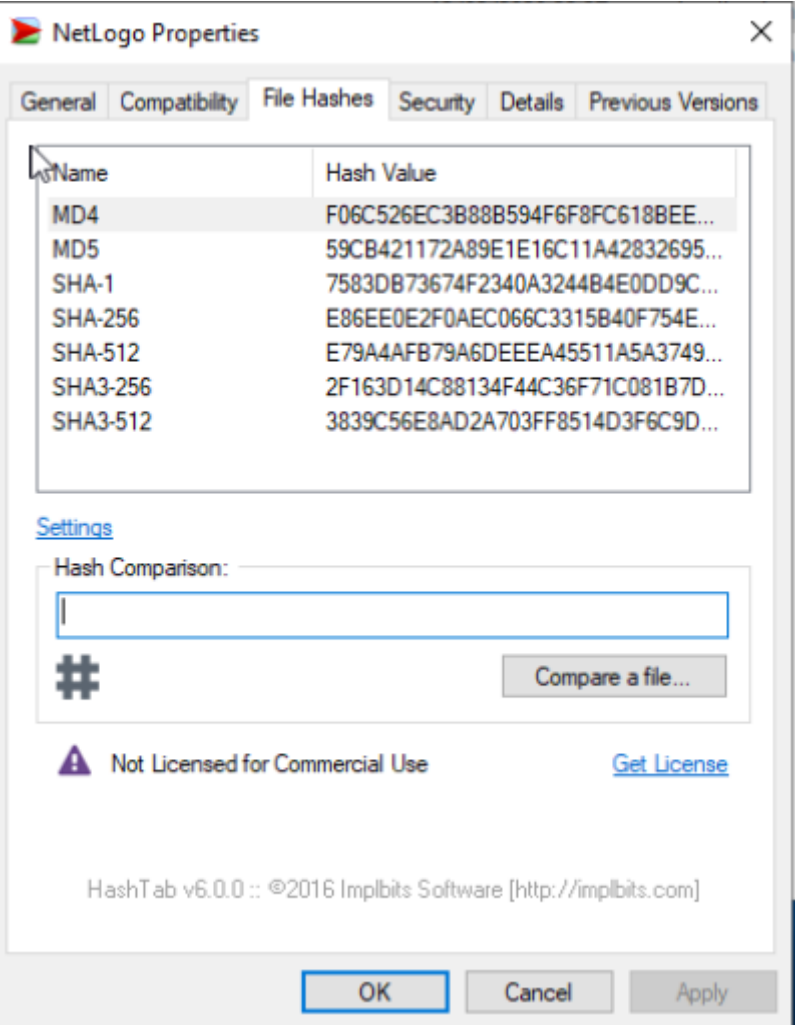 NetLogo Properties
General Compatibility File Hashes Security Details Previous Versions
Name Hash Value
MD4 F06C526EC3B88B594F6F8FC618BEE...
MD5 59CB421172A89E1E16C11A42832695...
SHA-1 7583DB73674F2340A3244B4E0DD9C...
SHA-256 E86EE0E2F0AEC066C3315B40F754E...
SHA-512 E79A4AFB79A6DEEEA45511A5A3749...
SHA3-256 2F163D14C88134F44C36F71C081B7D...
SHA3-512 3839C56E8AD2A703FF8514D3F6C9D...
Settings
Hash Comparison:
Compare a file...
Not Licensed for Commercial Use Get License
HashTab v6.0.0 :: ©2016 Implbits Software [http://implbits.com]
OK Cancel Apply